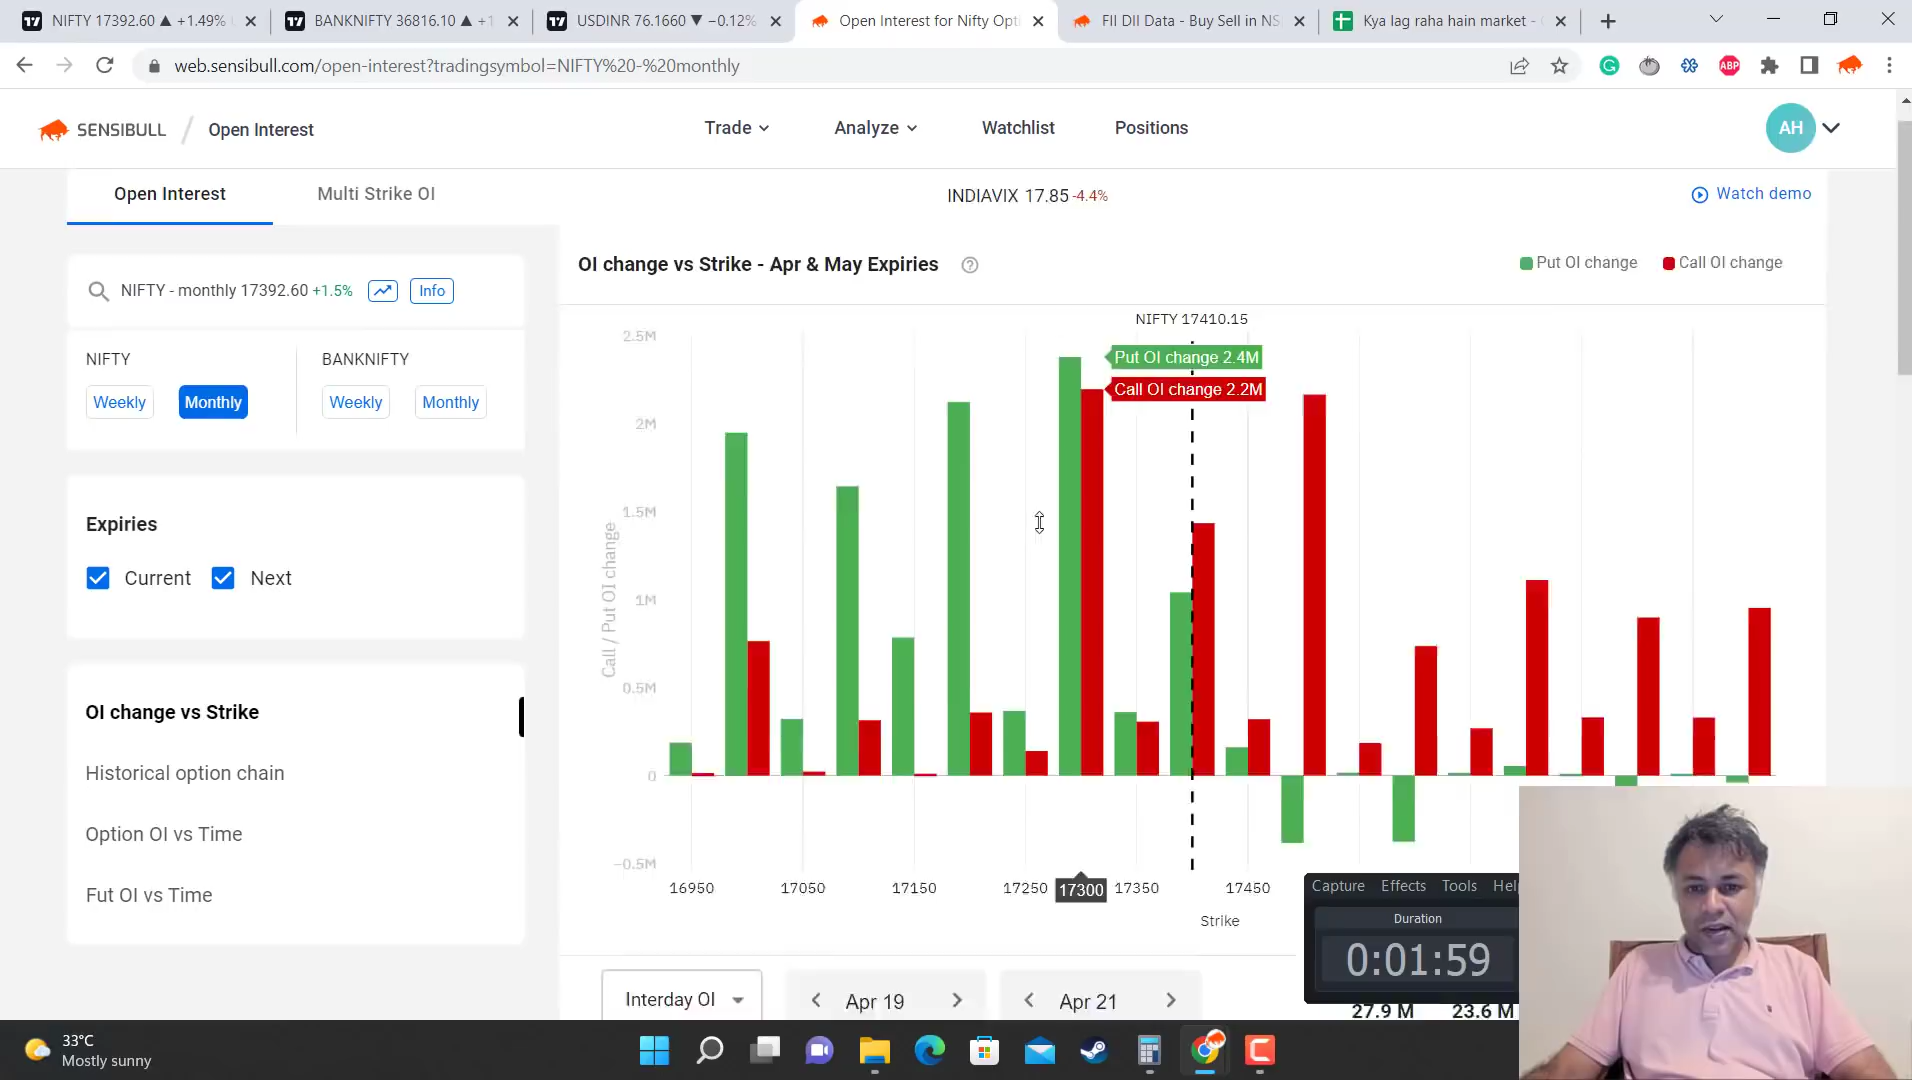 NIFTY 17392.60 ▲ +1.49%
BANKNIFTY 36816.10 ▲ +1
USDINR 76.1660 ▼ −0.12%
Open Interest for Nifty Opti
FII DII Data - Buy Sell in NS
Kya lag raha hain market -
web.sensibull.com/open-interest?tradingsymbol=NIFTY%20-%20monthly
ABP
SENSIBULL / Open Interest
Trade
Analyze
Watchlist
Positions
AH
Open Interest
Multi Strike OI
INDIAVIX 17.85 -4.4%
Watch demo
NIFTY - monthly 17392.60 +1.5%
Info
NIFTY
BANKNIFTY
Weekly
Monthly
Weekly
Monthly
Expiries
Current
Next
OI change vs Strike
Historical option chain
Option OI vs Time
Fut OI vs Time
OI change vs Strike - Apr & May Expiries
Put OI change
Call OI change
NIFTY 17410.15
Put OI change 2.4M
Call OI change 2.2M
2.5M
2M
1.5M
1M
0.5M
0
−0.5M
Call / Put OI change
16950
17050
17150
17250
17300
17350
17450
Strike
Interday OI
Apr 19
Apr 21
27.9 M
23.6 M
Capture
Effects
Tools
Help
Duration
0:01:59
33°C
Mostly sunny